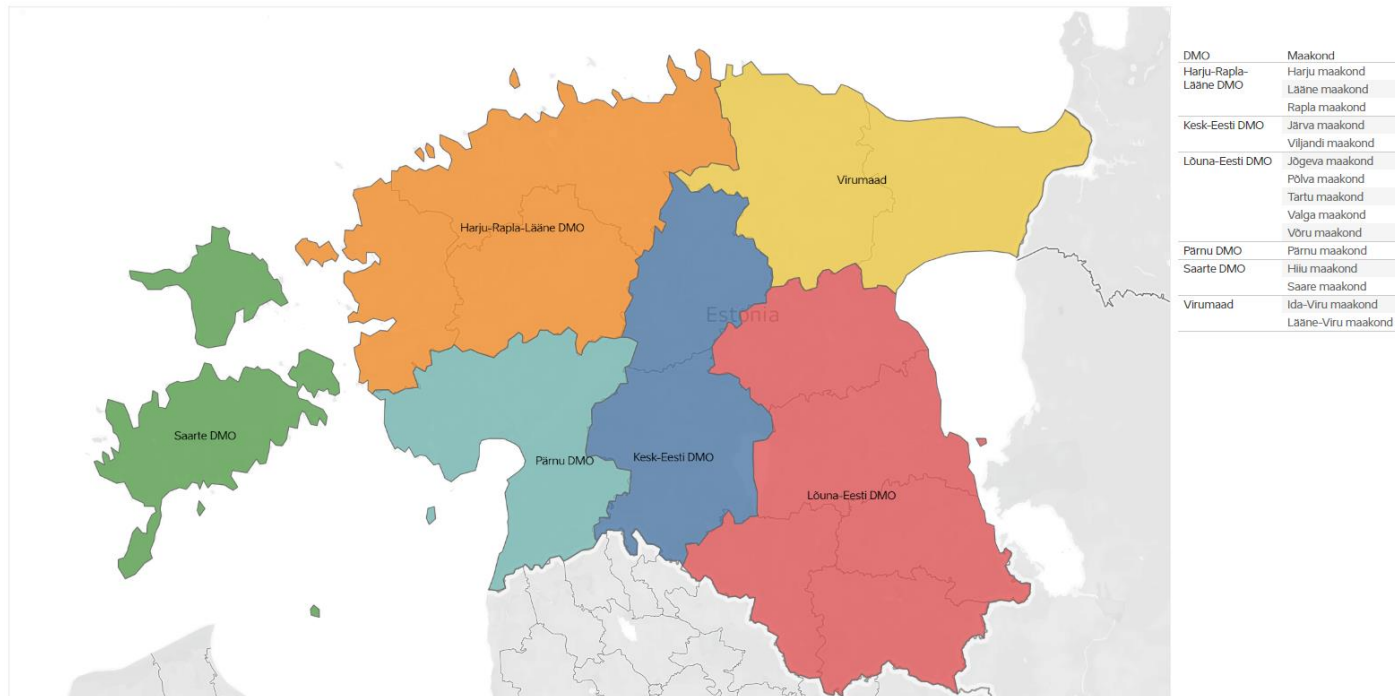 Harju-Rapla-Lääne DMO
Virumaad
Estonia
Saarte DMO
Pärnu DMO
Kesk-Eesti DMO
Lõuna-Eesti DMO
DMO Maakond
Harju-Rapla- Harju maakond
Lääne DMO Lääne maakond
Rapla maakond
Kesk-Eesti DMO Järva maakond
Viljandi maakond
Lõuna-Eesti DMO Jõgeva maakond
Põlva maakond
Tartu maakond
Valga maakond
Võru maakond
Pärnu DMO Pärnu maakond
Saarte DMO Hiiu maakond
Saare maakond
Virumaad Ida-Viru maakond
Lääne-Viru maakond